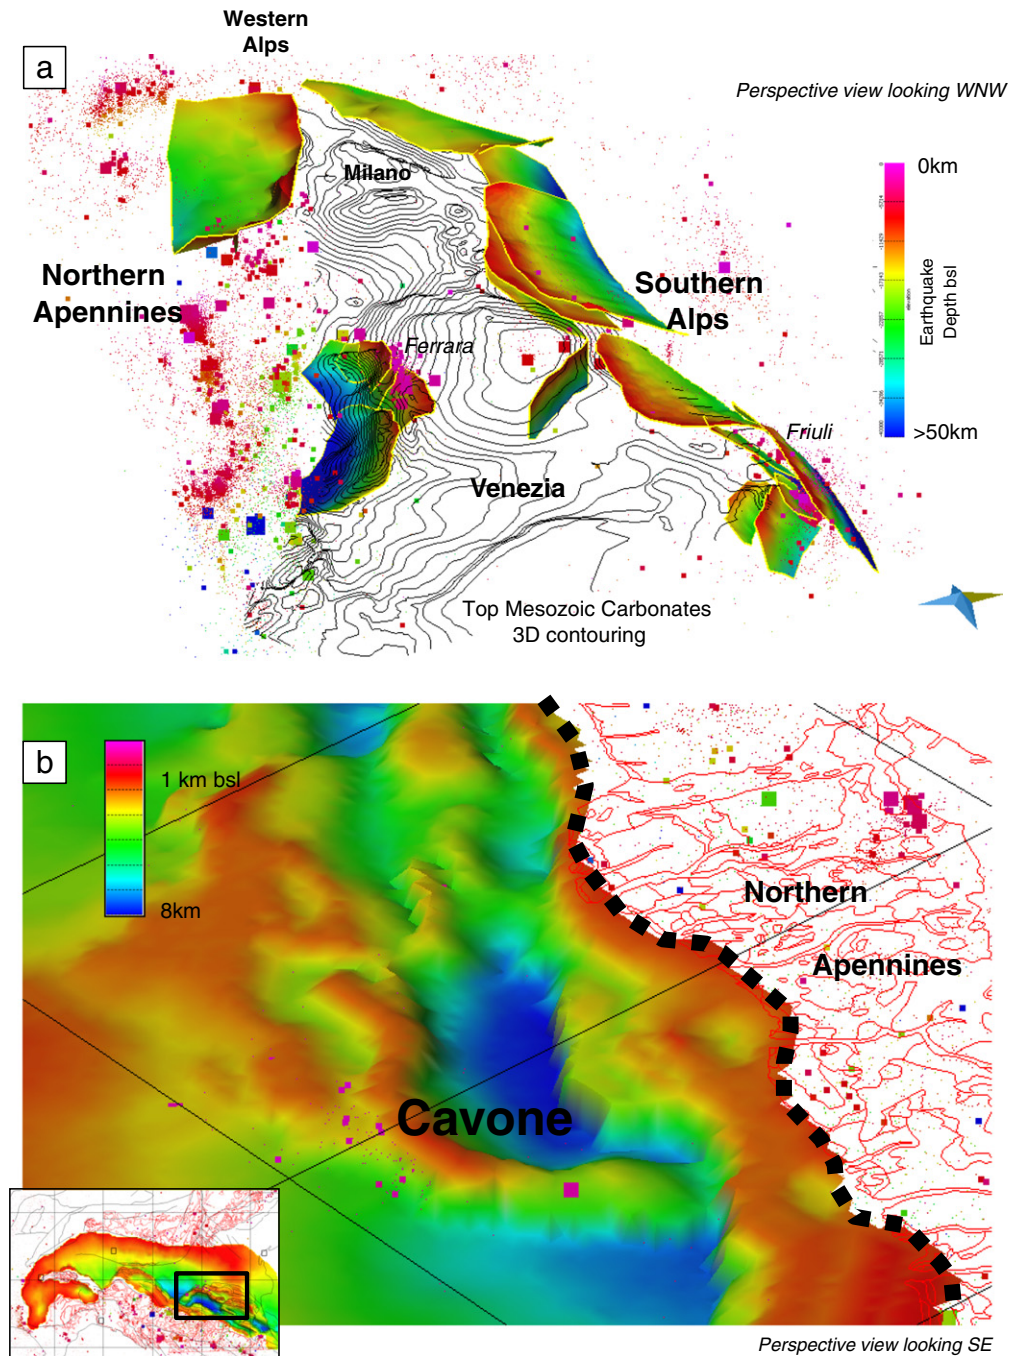 Western
Alps
a
Perspective view looking WNW
Milano
0km
Northern
Apennines
Southern
Alps
Earthquake
Depth bsl
Ferrara
Friuli
>50km
Venezia
Top Mesozoic Carbonates
3D contouring
b
1 km bsl
8km
Northern
Apennines
Cavone
Perspective view looking SE